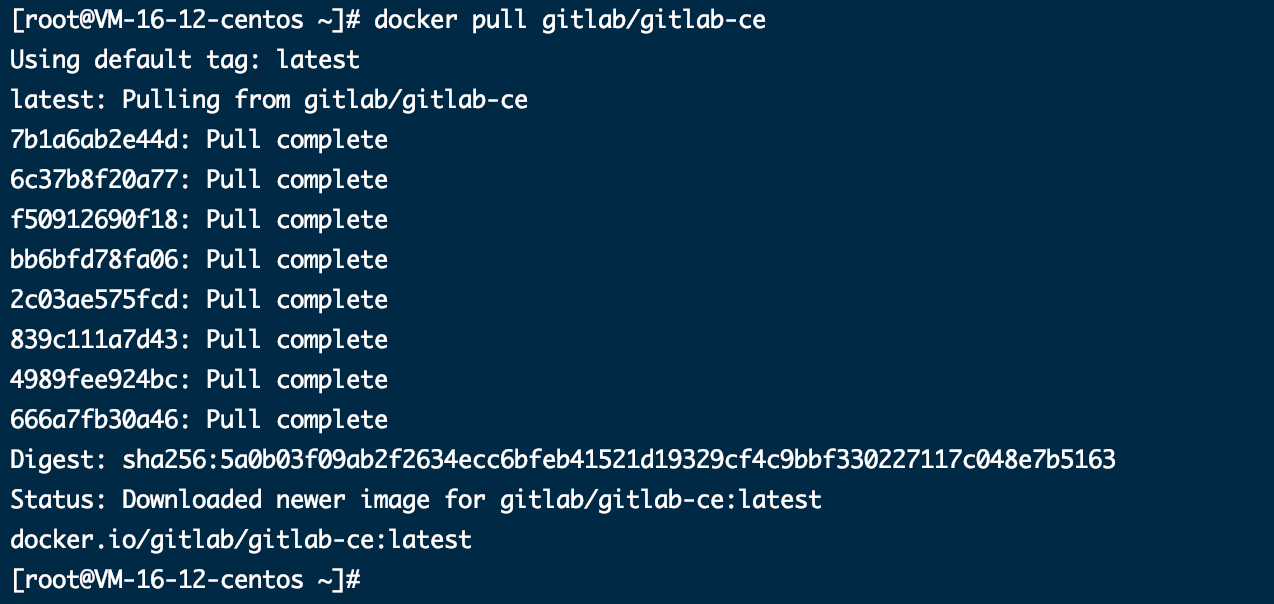 [root@VM-16-12-centos ~]# docker pull gitlab/gitlab-ce
Using default tag: latest
latest: Pulling from gitlab/gitlab-ce
7b1a6ab2e44d: Pull complete
6c37b8f20a77: Pull complete
f50912690f18: Pull complete
bb6bfd78fa06: Pull complete
2c03ae575fcd: Pull complete
839c111a7d43: Pull complete
4989fee924bc: Pull complete
666a7fb30a46: Pull complete
Digest: sha256:5a0b03f09ab2f2634ecc6bfeb41521d19329cf4c9bbf330227117c048e7b5163
Status: Downloaded newer image for gitlab/gitlab-ce:latest
docker.io/gitlab/gitlab-ce:latest
[root@VM-16-12-centos ~]#